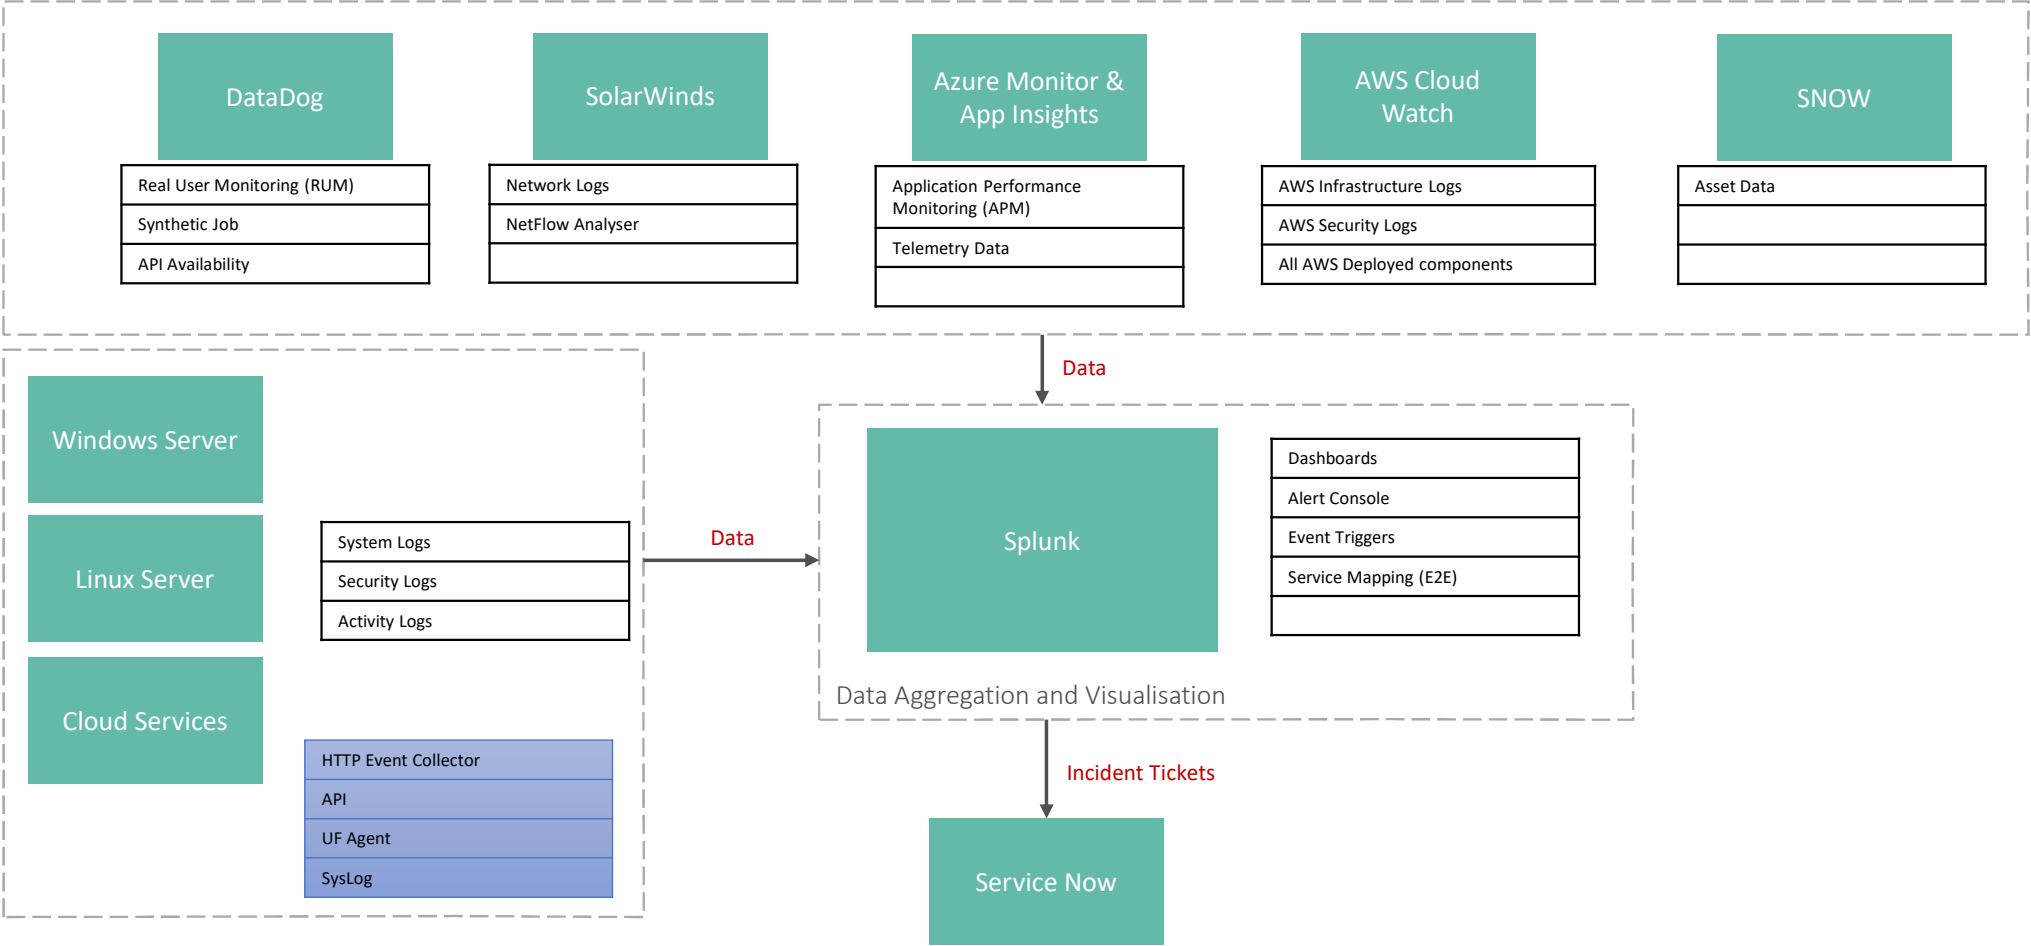 DataDog
Real User Monitoring (RUM)
Synthetic Job
API Availability
SolarWinds
Network Logs
NetFlow Analyser
Azure Monitor &
App Insights
Application Performance
Monitoring (APM)
Telemetry Data
AWS Cloud
Watch
AWS Infrastructure Logs
AWS Security Logs
All AWS Deployed components
SNOW
Asset Data
Data
Windows Server
Linux Server
Cloud Services
System Logs
Security Logs
Activity Logs
HTTP Event Collector
API
UF Agent
SysLog
Data
Splunk
Dashboards
Alert Console
Event Triggers
Service Mapping (E2E)
Data Aggregation and Visualisation
Incident Tickets
Service Now